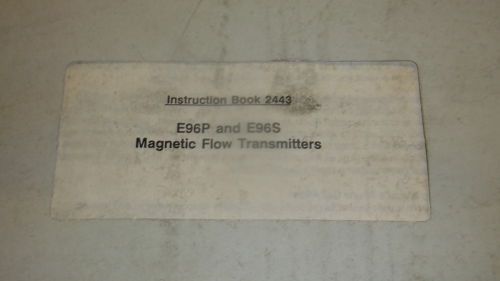 Instruction Book 2443
E96P and E96S
Magnetic Flow Transmitters